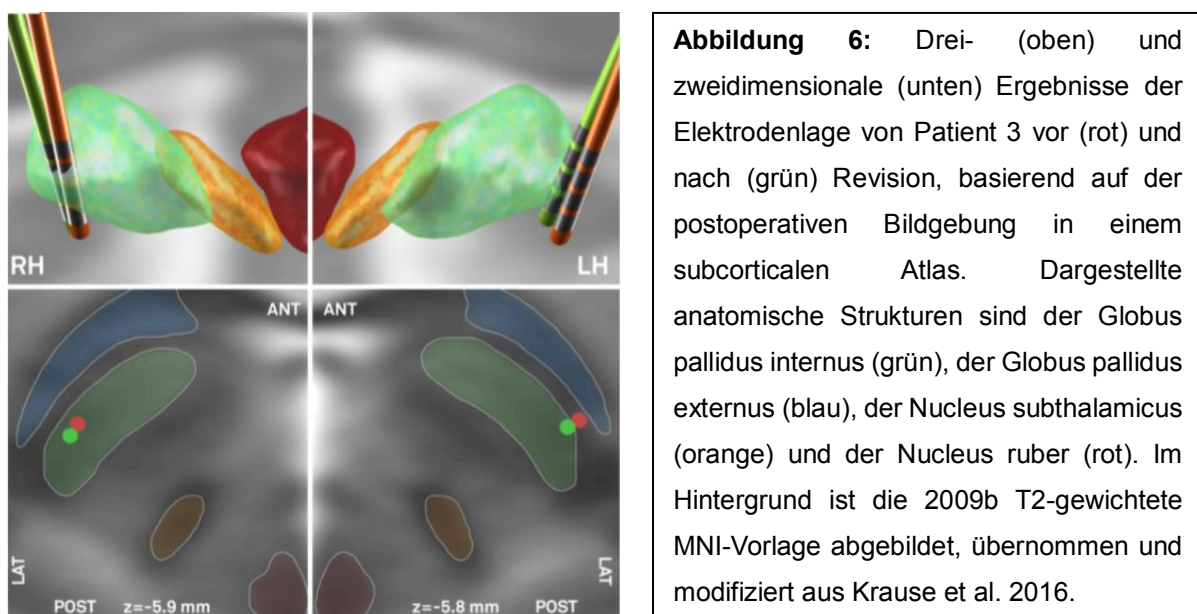 RH
LH
ANT
ANT
LAT
POST
z=-5.9 mm
z=-5.8 mm
POST
LAT
Abbildung 6: Drei- (oben) und
zweidimensionale (unten) Ergebnisse der
Elektrodenlage von Patient 3 vor (rot) und
nach (grün) Revision, basierend auf der
postoperativen Bildgebung in einem
subcorticalen Atlas. Dargestellte
anatomische Strukturen sind der Globus
pallidus internus (grün), der Globus pallidus
externus (blau), der Nucleus subthalamicus
(orange) und der Nucleus ruber (rot). Im
Hintergrund ist die 2009b T2-gewichtete
MNI-Vorlage abgebildet, übernommen und
modifiziert aus Krause et al. 2016.